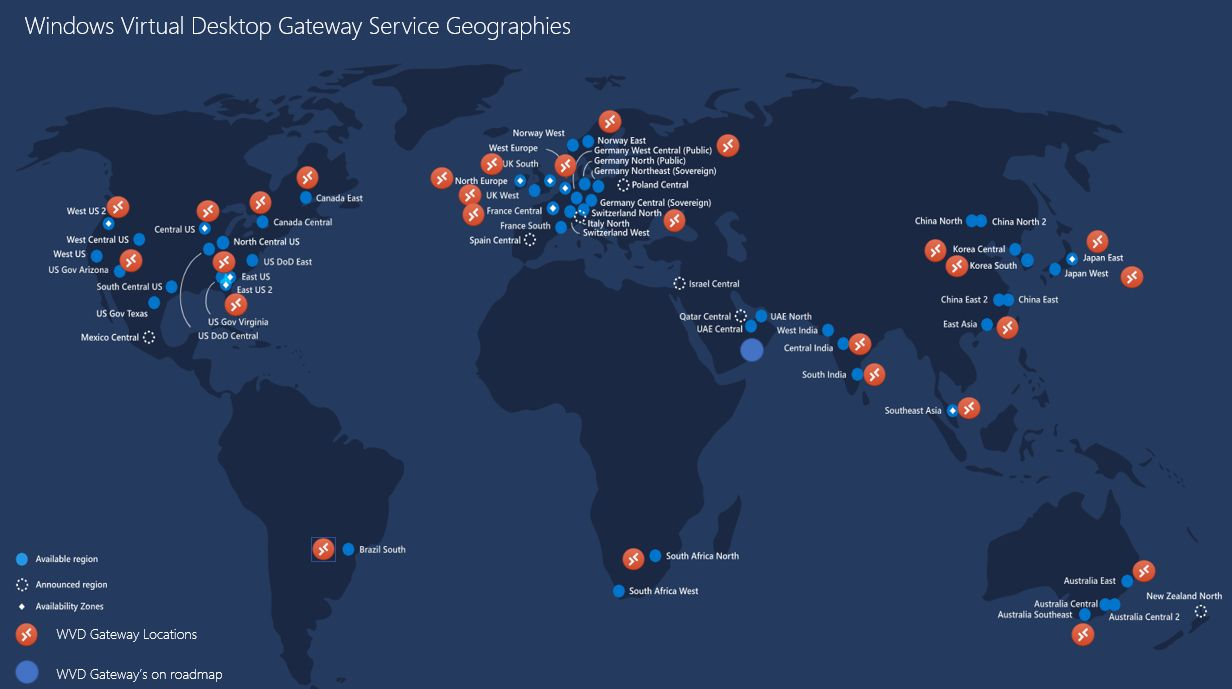 Windows Virtual Desktop Gateway Service Geographies
West US 2
West Central US
West US
US Gov Arizona
South Central US
US Gov Texas
Mexico Central
Central US
Canada East
Canada Central
North Central US
US DoD East
East US
East US 2
US Gov Virginia
US DoD Central
Brazil South
Norway West
West Europe
UK South
North Europe
UK West
France Central
France South
Spain Central
Norway East
Germany West Central (Public)
Germany North (Public)
Germany Northeast (Sovereign)
Poland Central
Germany Central (Sovereign)
Switzerland North
Italy North
Switzerland West
Israel Central
Qatar Central
UAE North
UAE Central
West India
Central India
South India
South Africa North
South Africa West
China North
China North 2
Korea Central
Korea South
Japan East
Japan West
China East 2
China East
East Asia
Southeast Asia
Australia East
New Zealand North
Australia Central
Australia Southeast
Australia Central 2
Available region
Announced region
Availability Zones
WVD Gateway Locations
WVD Gateway's on roadmap